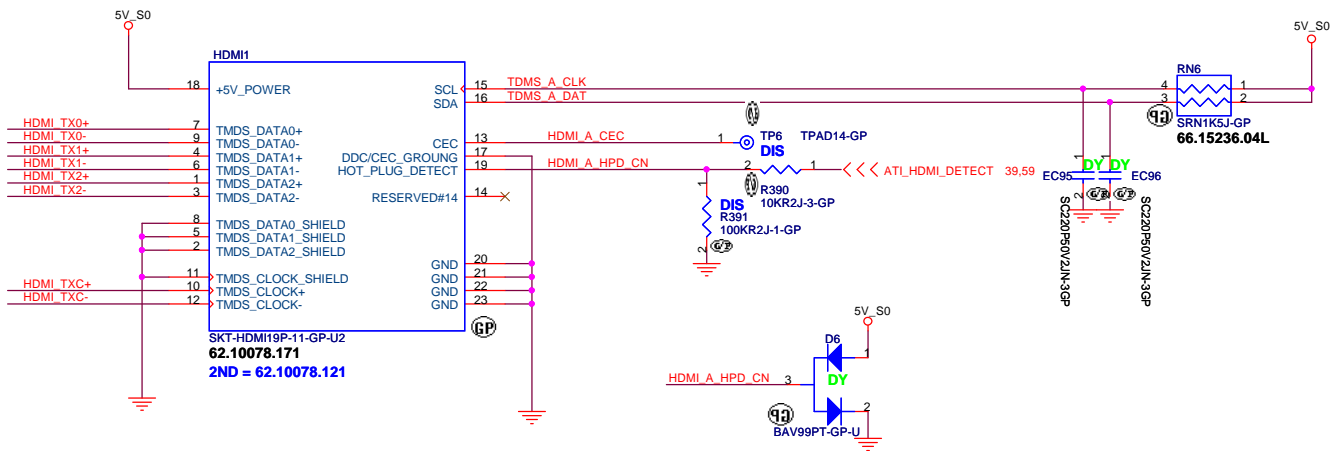 5V_S0
5V_S0
HDMI1
18
+5V_POWER
SCL
15
TDMS_A_CLK
SDA
16
TDMS_A_DAT
RN6
4
1
3
2
SRN1K5J-GP
66.15236.04L
HDMI_TX0+
7
TMDS_DATA0+
HDMI_TX0-
9
TMDS_DATA0-
HDMI_TX1+
4
TMDS_DATA1+
HDMI_TX1-
6
TMDS_DATA1-
HDMI_TX2+
1
TMDS_DATA2+
HDMI_TX2-
3
TMDS_DATA2-
CEC
13
HDMI_A_CEC
1
TP6
TPAD14-GP
DIS
DDC/CEC_GROUNG
17
HOT_PLUG_DETECT
19
HDMI_A_HPD_CN
2
1
ATI_HDMI_DETECT 39,59
R390
10KR2J-3-GP
RESERVED#14
14
1
DIS
R391
100KR2J-1-GP
2
8
TMDS_DATA0_SHIELD
5
TMDS_DATA1_SHIELD
2
TMDS_DATA2_SHIELD
11
TMDS_CLOCK_SHIELD
HDMI_TXC+
10
TMDS_CLOCK+
HDMI_TXC-
12
TMDS_CLOCK-
GND
20
GND
21
GND
22
GND
23
GP
SKT-HDMI19P-11-GP-U2
62.10078.171
2ND = 62.10078.121
EC95
1
DY
2
SC220P50V2JN-3GP
1
DY
EC96
2
SC220P50V2JN-3GP
5V_S0
D6
1
HDMI_A_HPD_CN
3
DY
2
BAV99PT-GP-U